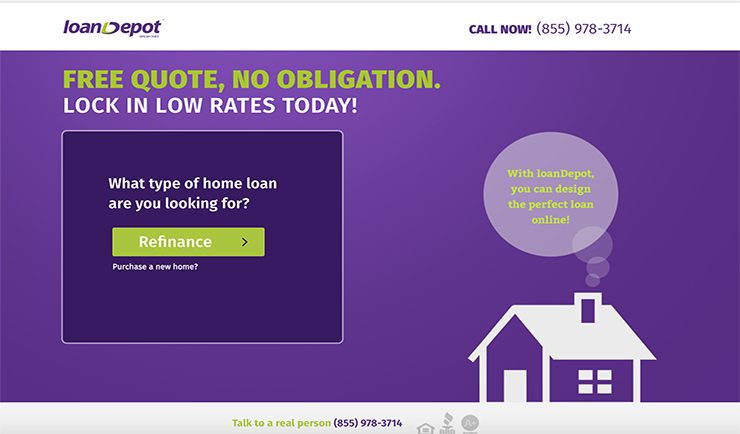 loanDepot
CALL NOW! (855) 978-3714
FREE QUOTE, NO OBLIGATION.
LOCK IN LOW RATES TODAY!
What type of home loan
are you looking for?
Refinance
Purchase a new home?
With loanDepot,
you can design
the perfect loan
online!
Talk to a real person (855) 978-3714
BBB
A+